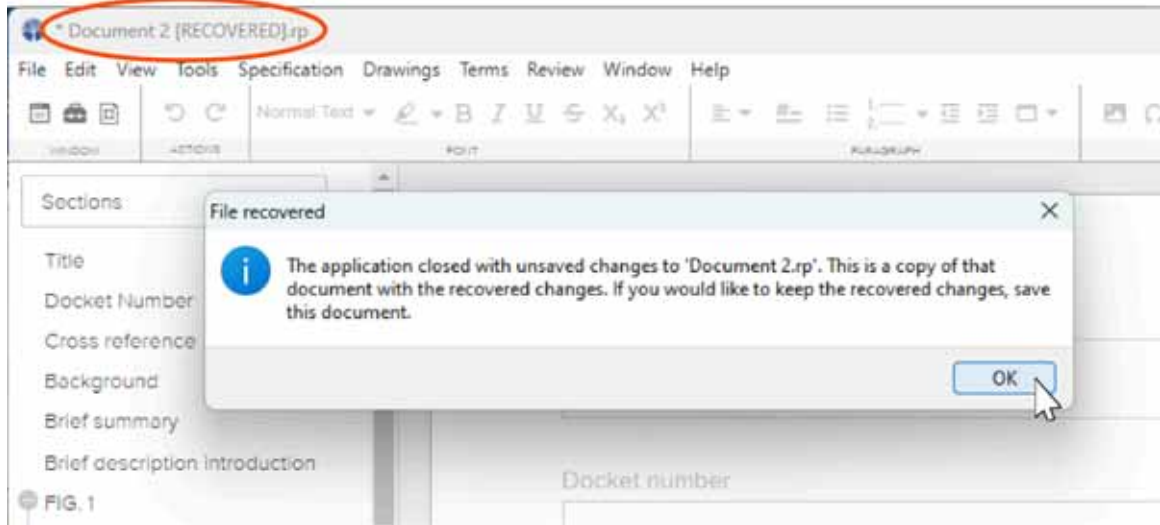 * Document 2 [RECOVERED].rp
File Edit View Tools Specification Drawings Terms Review Window Help
Normal Text B I U S X₁ X²
WINDOW ACTIONS FONT PARAGRAPH
Sections
File recovered
The application closed with unsaved changes to 'Document 2.rp'. This is a copy of that
document with the recovered changes. If you would like to keep the recovered changes, save
this document.
OK
Title
Docket Number
Cross reference
Background
Brief summary
Brief description introduction
FIG. 1
Docket number